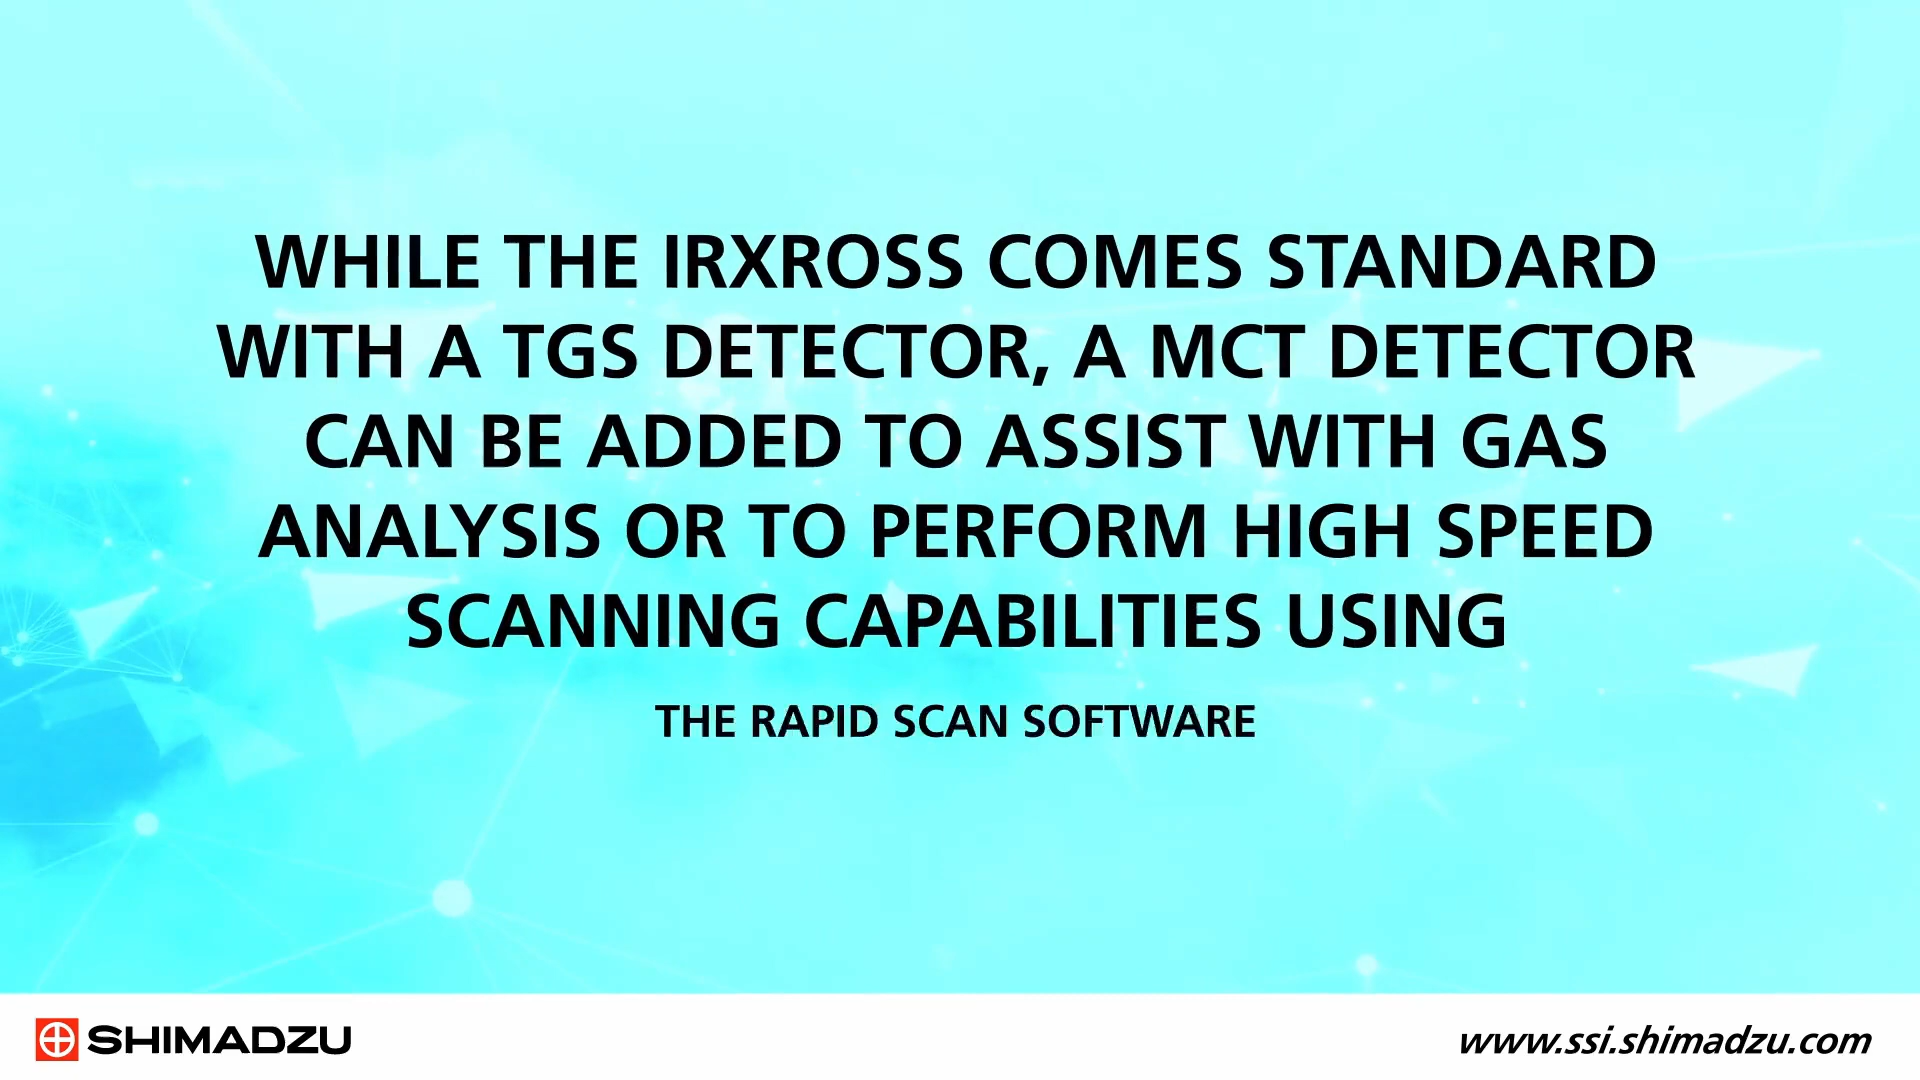 WHILE THE IRXROSS COMES STANDARD
WITH A TGS DETECTOR, A MCT DETECTOR
CAN BE ADDED TO ASSIST WITH GAS
ANALYSIS OR TO PERFORM HIGH SPEED
SCANNING CAPABILITIES USING
THE RAPID SCAN SOFTWARE
SHIMADZU
www.ssi.shimadzu.com